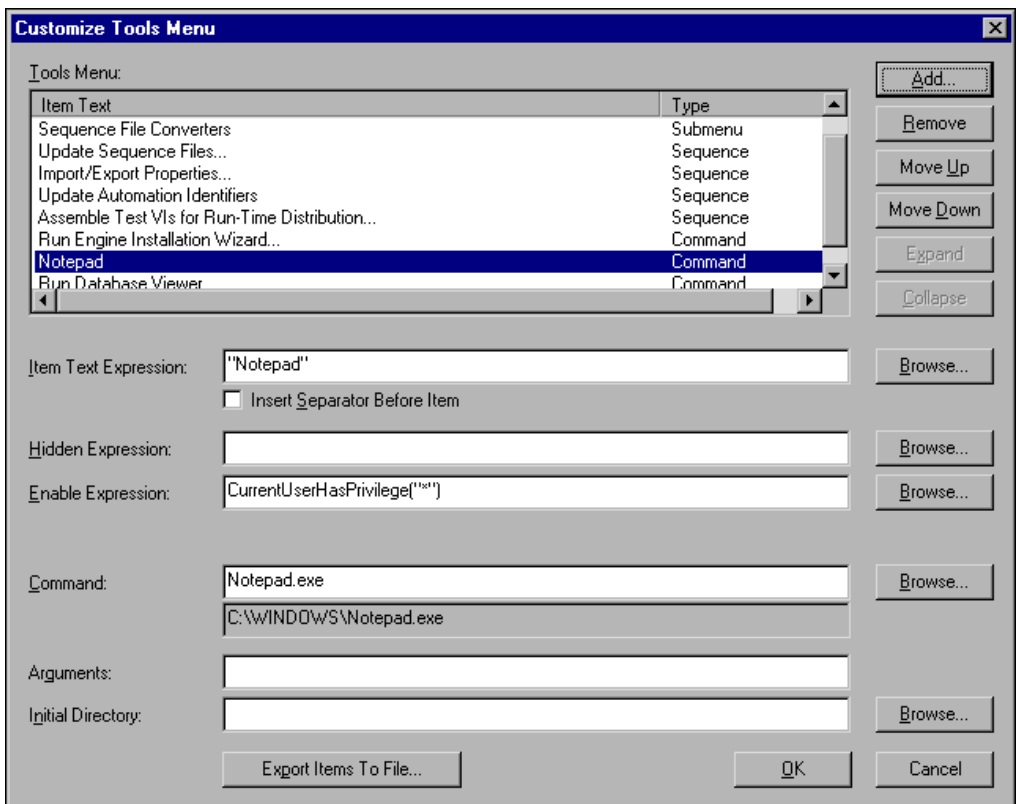 Customize Tools Menu
Tools Menu:
Item Text Type
Sequence File Converters Submenu
Update Sequence Files... Sequence
Import/Export Properties... Sequence
Update Automation Identifiers Sequence
Assemble Test VIs for Run-Time Distribution... Sequence
Run Engine Installation Wizard... Command
Notepad Command
Run Database Viewer Command
Add...
Remove
Move Up
Move Down
Expand
Collapse
Item Text Expression: "Notepad" Browse...
Insert Separator Before Item
Hidden Expression: Browse...
Enable Expression: CurrentUserHasPrivilege("*") Browse...
Command: Notepad.exe Browse...
C:\WINDOWS\Notepad.exe
Arguments:
Initial Directory: Browse...
Export Items To File... OK Cancel